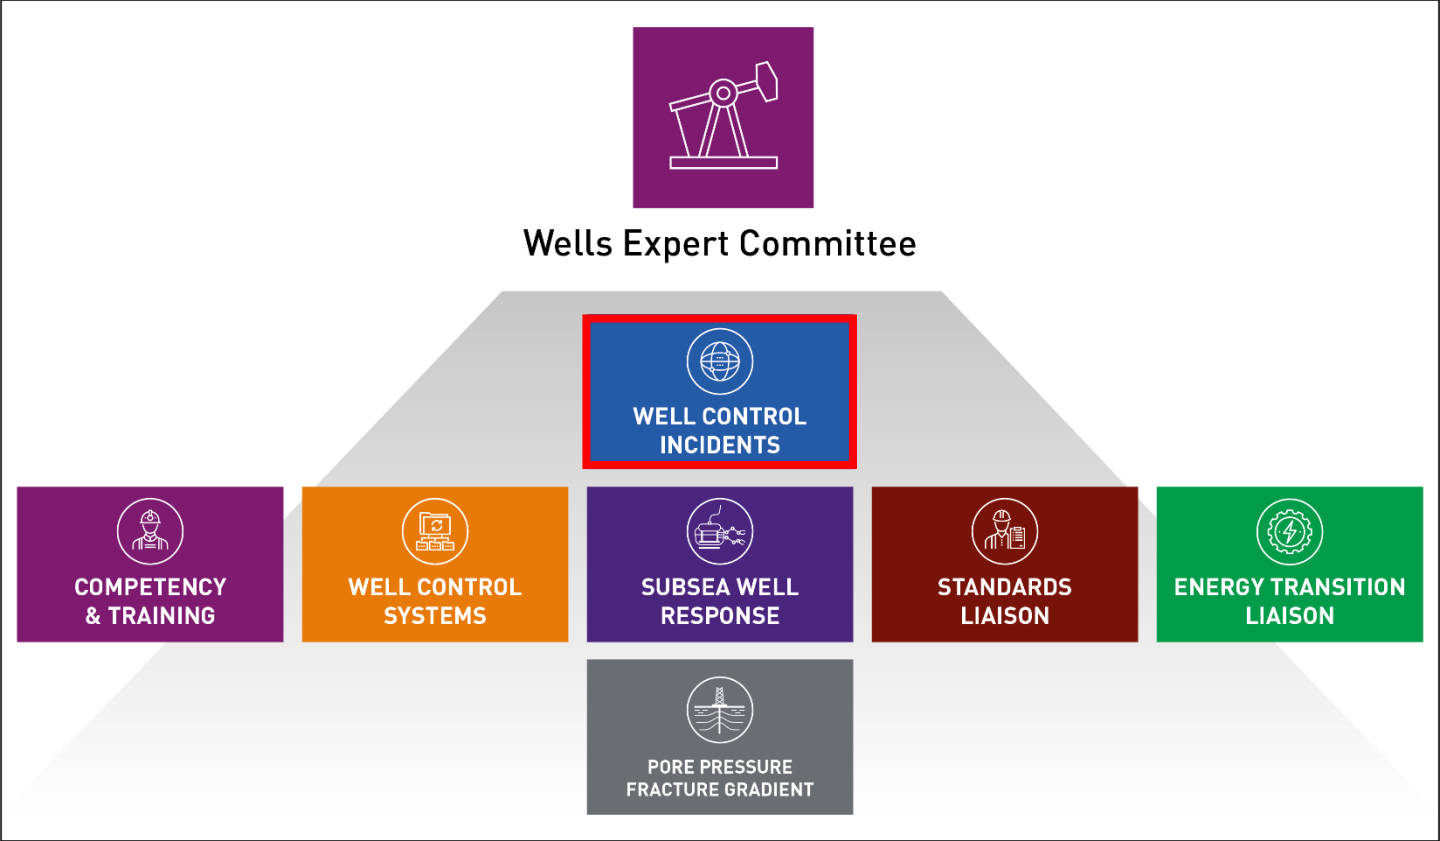 Wells Expert Committee
WELL CONTROL
INCIDENTS
COMPETENCY
& TRAINING
WELL CONTROL
SYSTEMS
SUBSEA WELL
RESPONSE
STANDARDS
LIAISON
ENERGY TRANSITION
LIAISON
PORE PRESSURE
FRACTURE GRADIENT